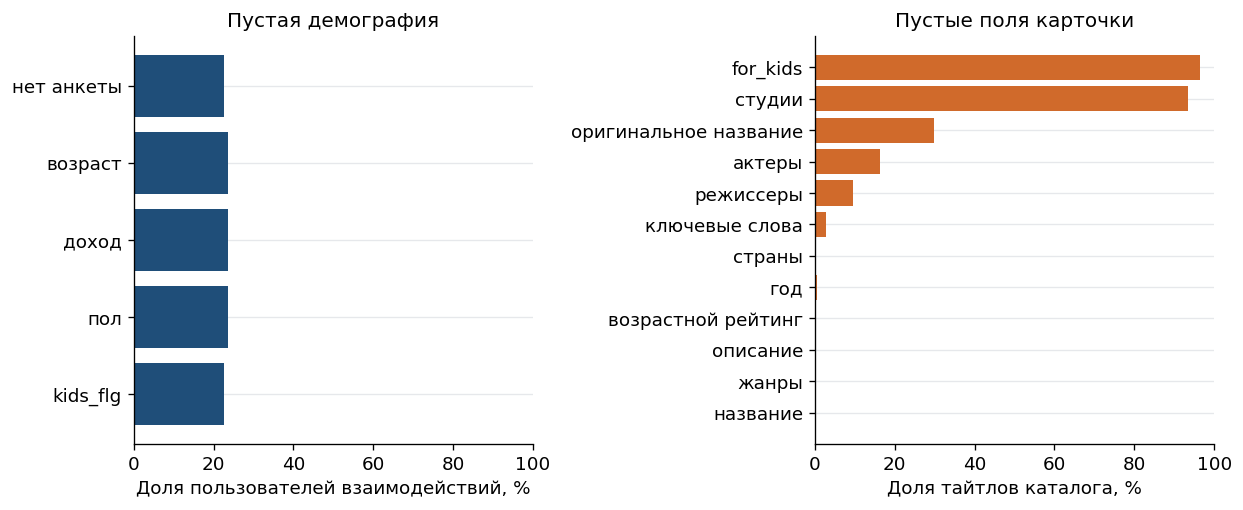 Пустая демография
нет анкеты
возраст
доход
пол
kids_flg
0 20 40 60 80 100
Доля пользователей взаимодействий, %
Пустые поля карточки
for_kids
студии
оригинальное название
актеры
режиссеры
ключевые слова
страны
год
возрастной рейтинг
описание
жанры
название
0 20 40 60 80 100
Доля тайтлов каталога, %